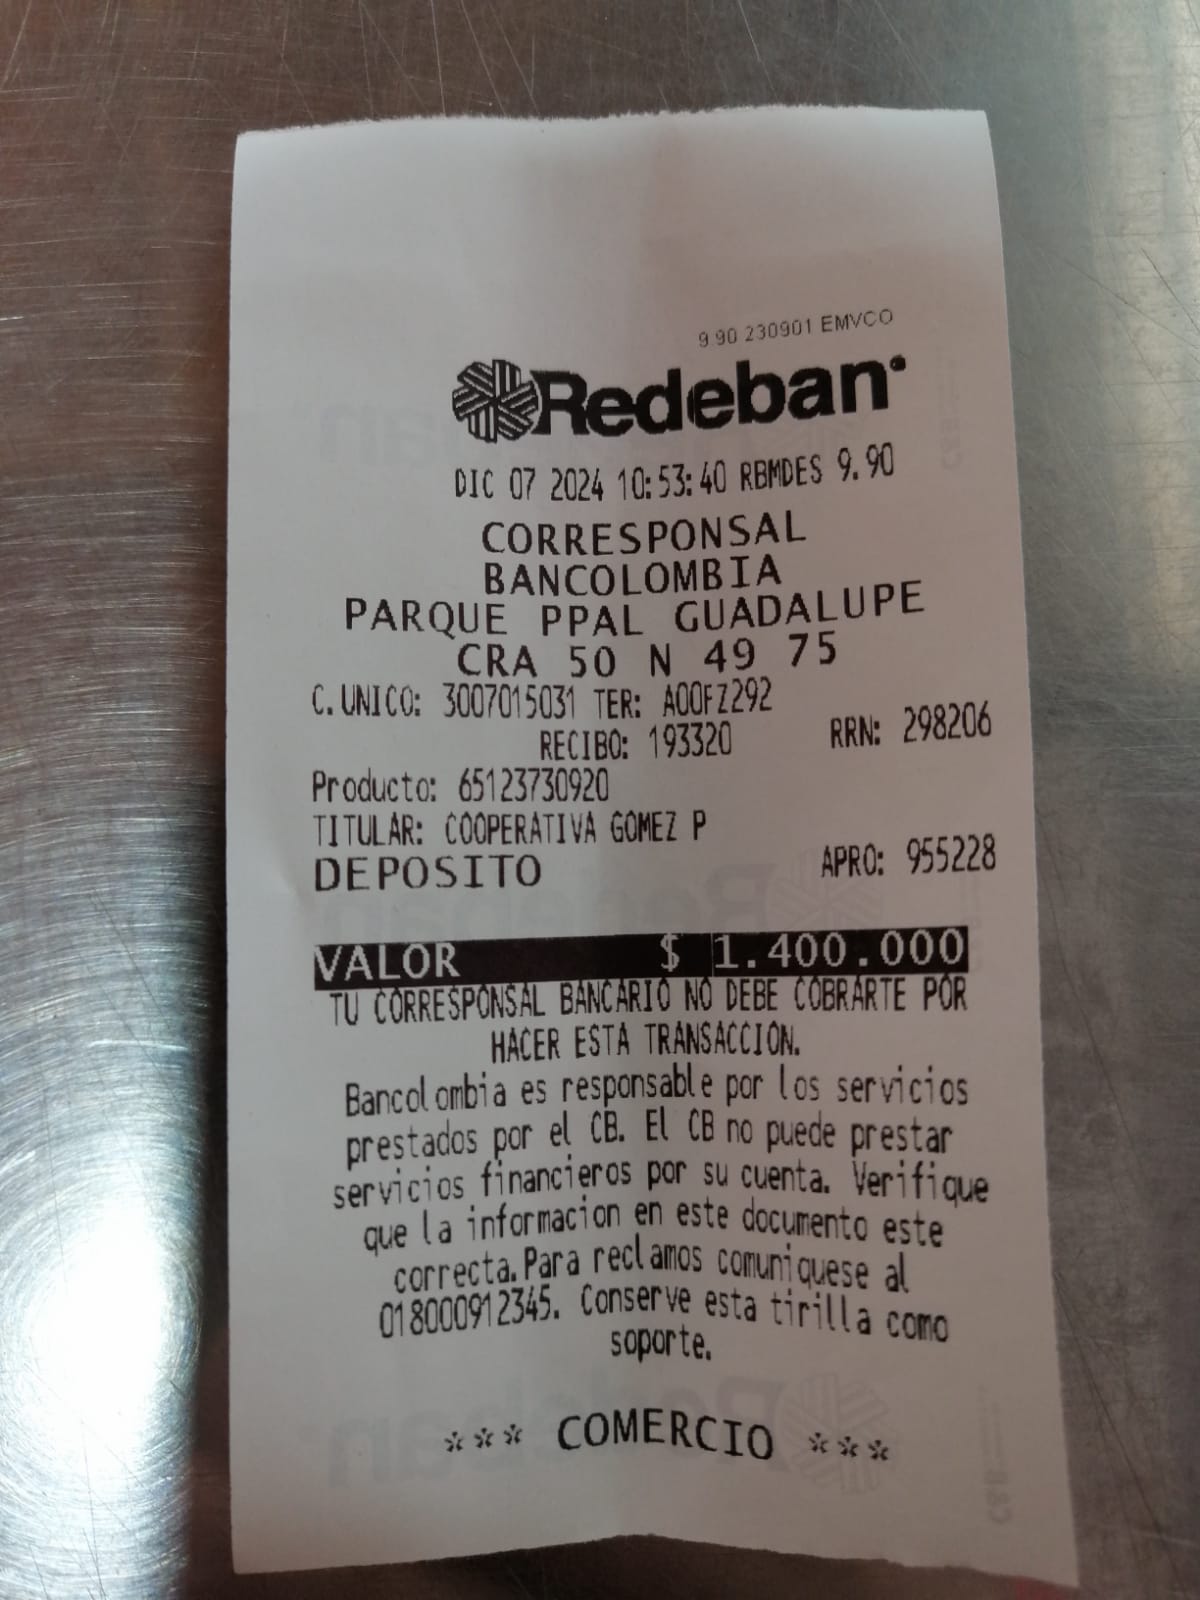 9.90 230901 EMVCO
Redeban
DIC 07 2024 10:53:40 RBMDES 9.90
CORRESPONSAL
BANCOLOMBIA
PARQUE PPAL GUADALUPE
CRA 50 N 49 75
C.UNICO: 3007015031 TER: A00FZ292
RECIBO: 193320 RRN: 298206
Producto: 65123730920
TITULAR: COOPERATIVA GOMEZ P
DEPOSITO APRO: 955228
VALOR $ 1.400.000
TU CORRESPONSAL BANCARIO NO DEBE COBRARTE POR
HACER ESTA TRANSACCION.
Bancolombia es responsable por los servicios
prestados por el CB. El CB no puede prestar
servicios financieros por su cuenta. Verifique
que la informacion en este documento este
correcta.Para reclamos comuniquese al
018000912345. Conserve esta tirilla como
soporte.
*** COMERCIO ***